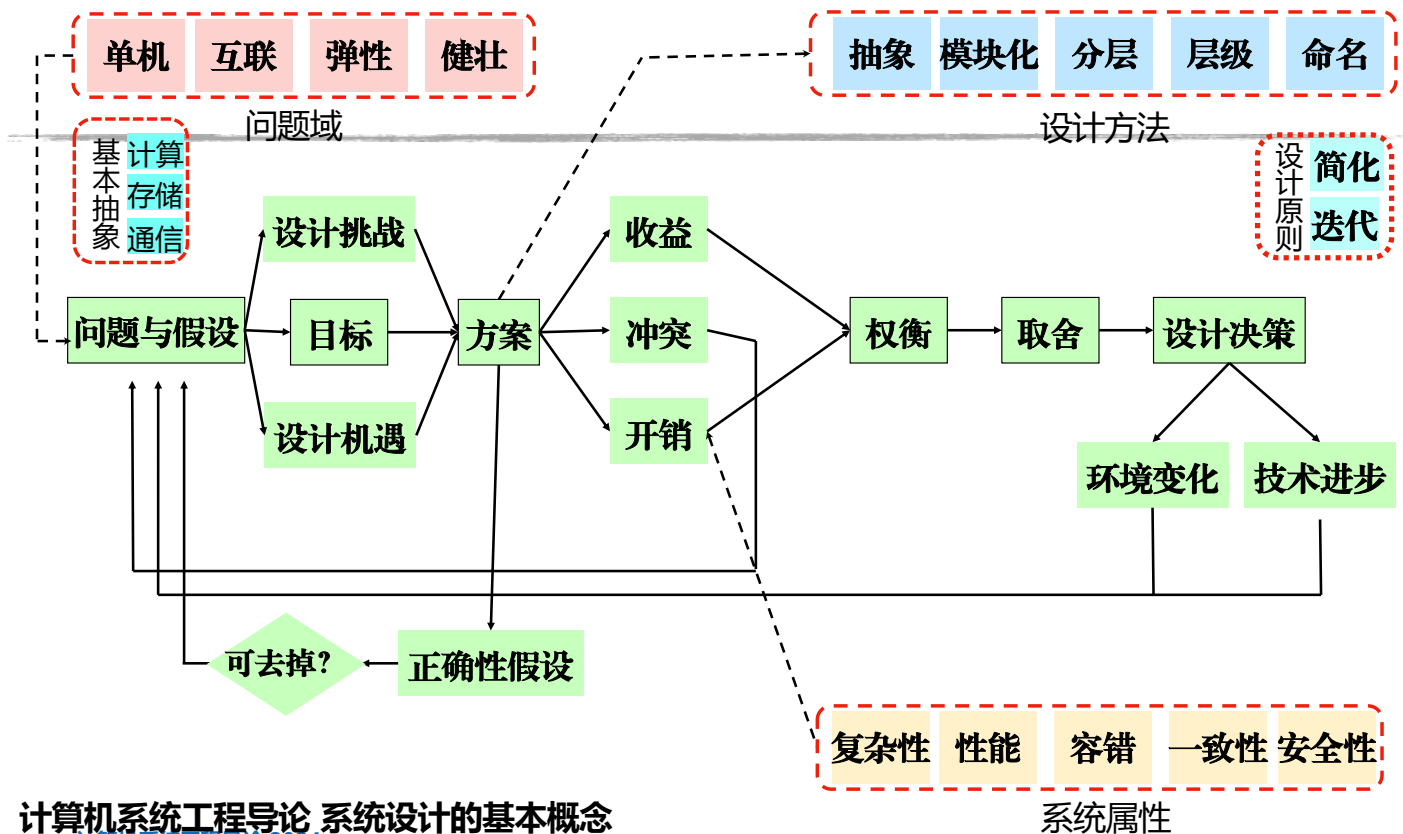 单机 互联 弹性 健壮
抽象 模块化 分层 层级 命名
问题域
设计方法
基本抽象
计算
存储
通信
设计原则
简化
迭代
设计挑战
收益
问题与假设
目标
方案
冲突
权衡
取舍
设计决策
设计机遇
开销
环境变化
技术进步
可去掉?
正确性假设
复杂性 性能 容错 一致性 安全性
系统属性
计算机系统工程导论 系统设计的基本概念